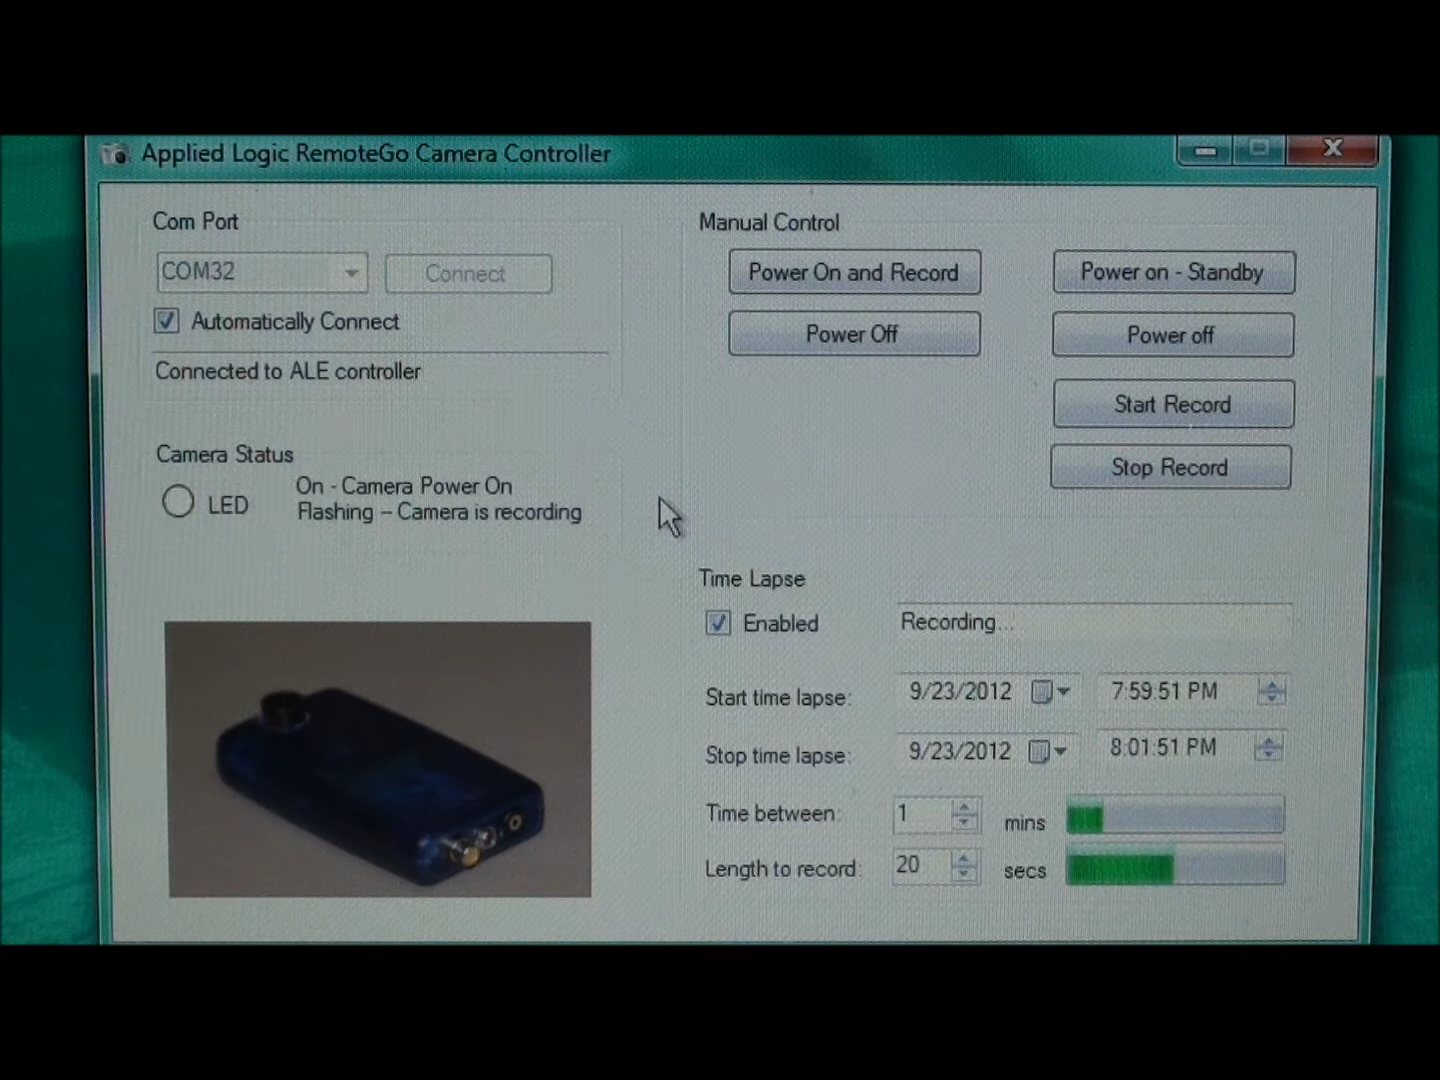 Applied Logic RemoteGo Camera Controller
Com Port
COM32
Connect
Automatically Connect
Connected to ALE controller
Camera Status
LED
On - Camera Power On
Flashing -- Camera is recording
Manual Control
Power On and Record
Power on - Standby
Power Off
Power off
Start Record
Stop Record
Time Lapse
Enabled
Recording...
Start time lapse: 9/23/2012 7:59:51 PM
Stop time lapse: 9/23/2012 8:01:51 PM
Time between: 1 mins
Length to record: 20 secs